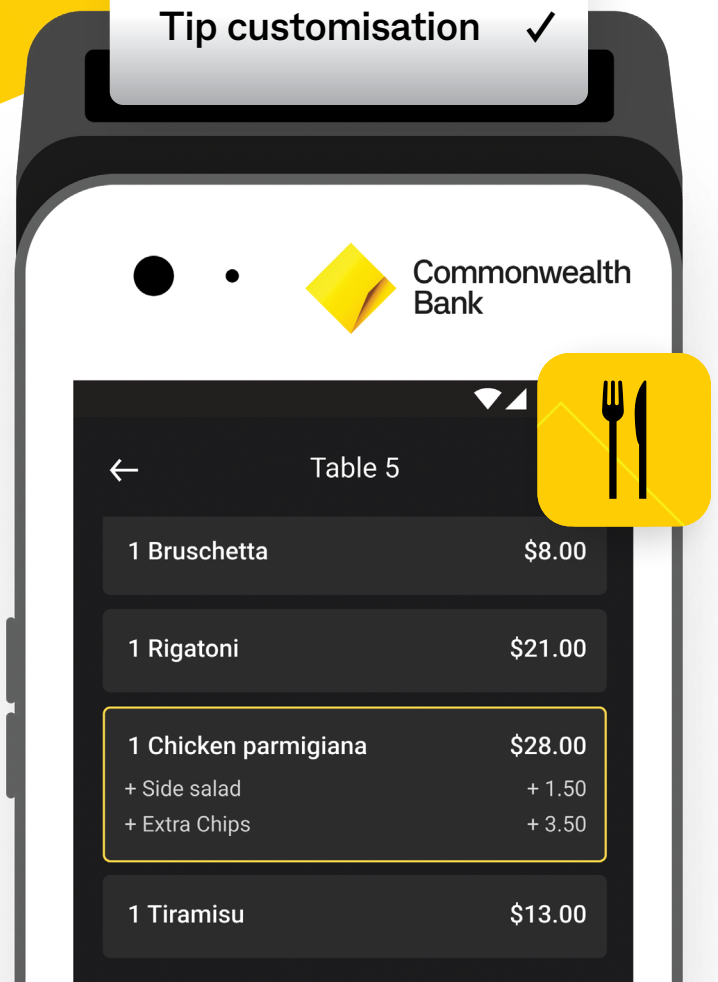 Tip customisation
Commonwealth
Bank
Table 5
1 Bruschetta $8.00
1 Rigatoni $21.00
1 Chicken parmigiana $28.00
+ Side salad + 1.50
+ Extra Chips + 3.50
1 Tiramisu $13.00